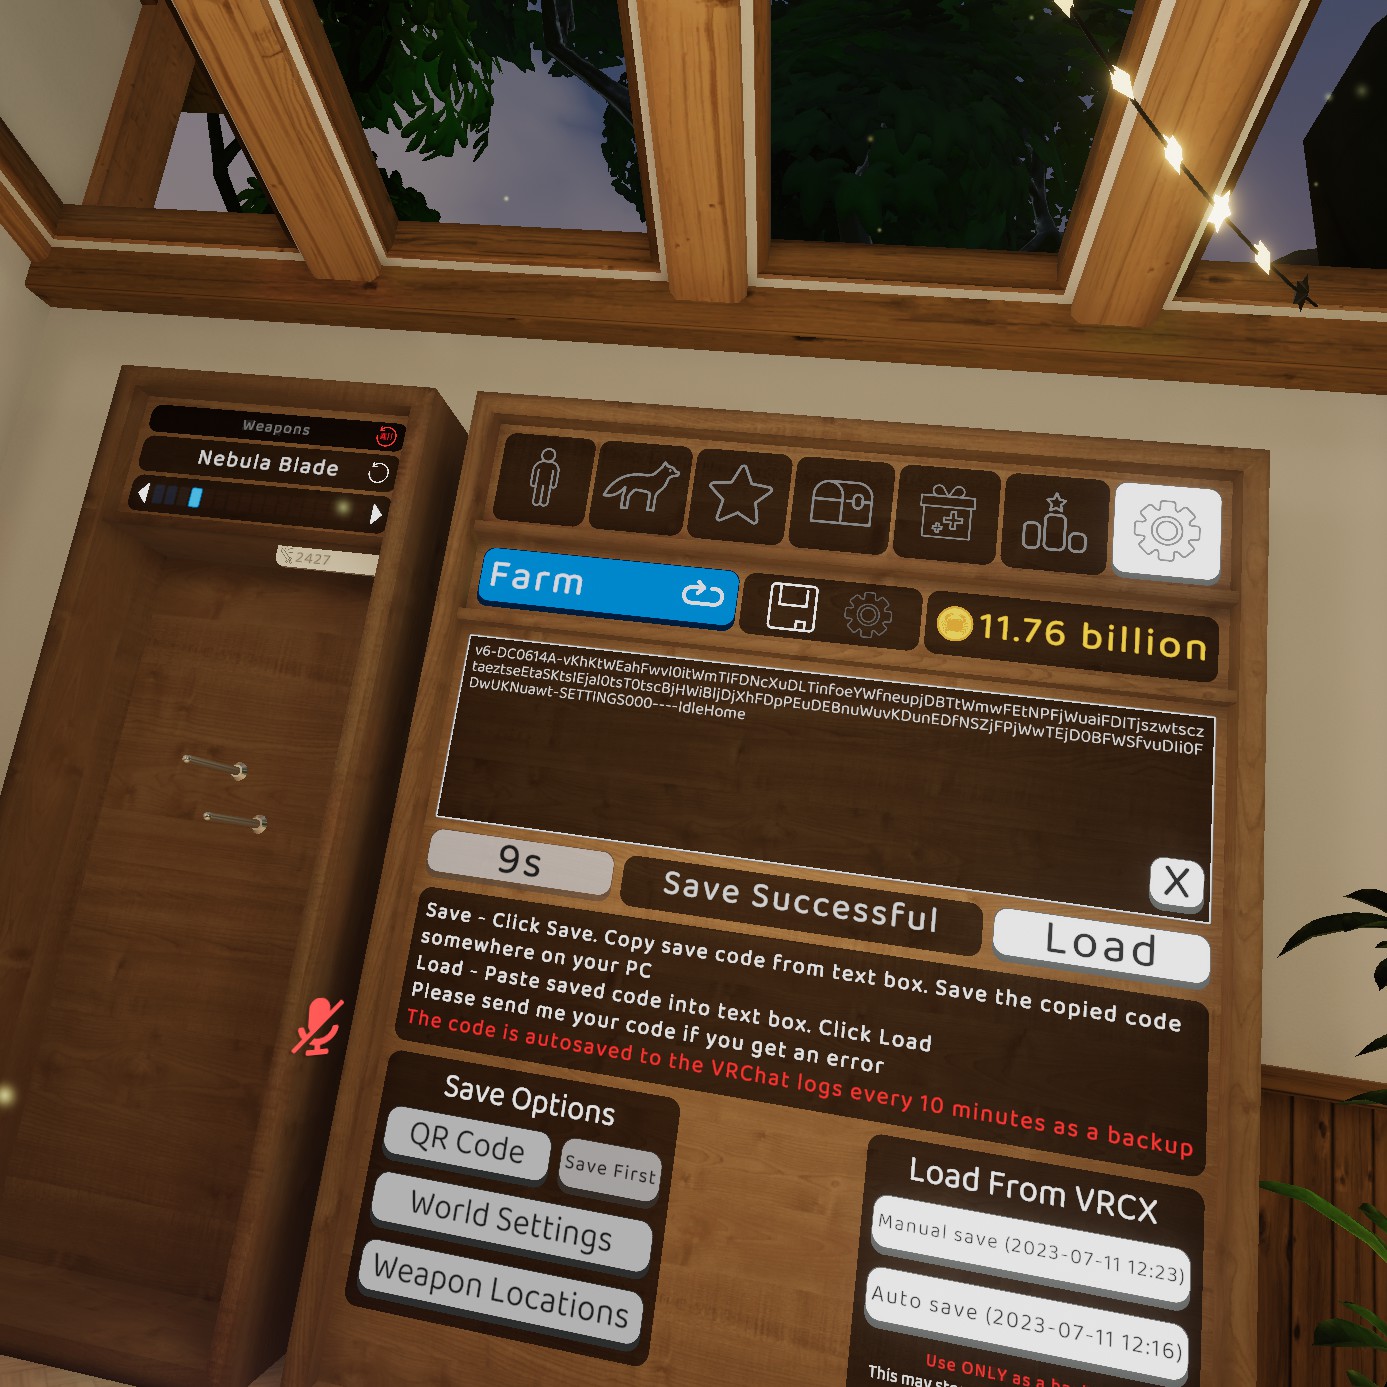 Weapons
Nebula Blade
2427
Farm
11.76 billion
v6-DC0614A-vKhKtWEahFwvI0itWmTIFDNcXuDLTinfoeYWfneupjDBTtWmwFEtNPFjWuaiFDITjszwtscz
taeztseEtaSKtsIEjaI0tsT0tscBjHWiBIjDjXhFDpPEuDEBnuWuvKDunEDfNSZjFPjWwTEjD0BFWSfvuDIi0F
DwUKNuawt-SETTINGS000----IdleHome
X
9s
Save Successful
Load
Save - Click Save. Copy save code from text box. Save the copied code
somewhere on your PC
Load - Paste saved code into text box. Click Load
Please send me your code if you get an error
The code is autosaved to the VRChat logs every 10 minutes as a backup
Save Options
QR Code
Save First
World Settings
Weapon Locations
Load From VRCX
Manual save (2023-07-11 12:23)
Auto save (2023-07-11 12:16)
Use ONLY as a
This may